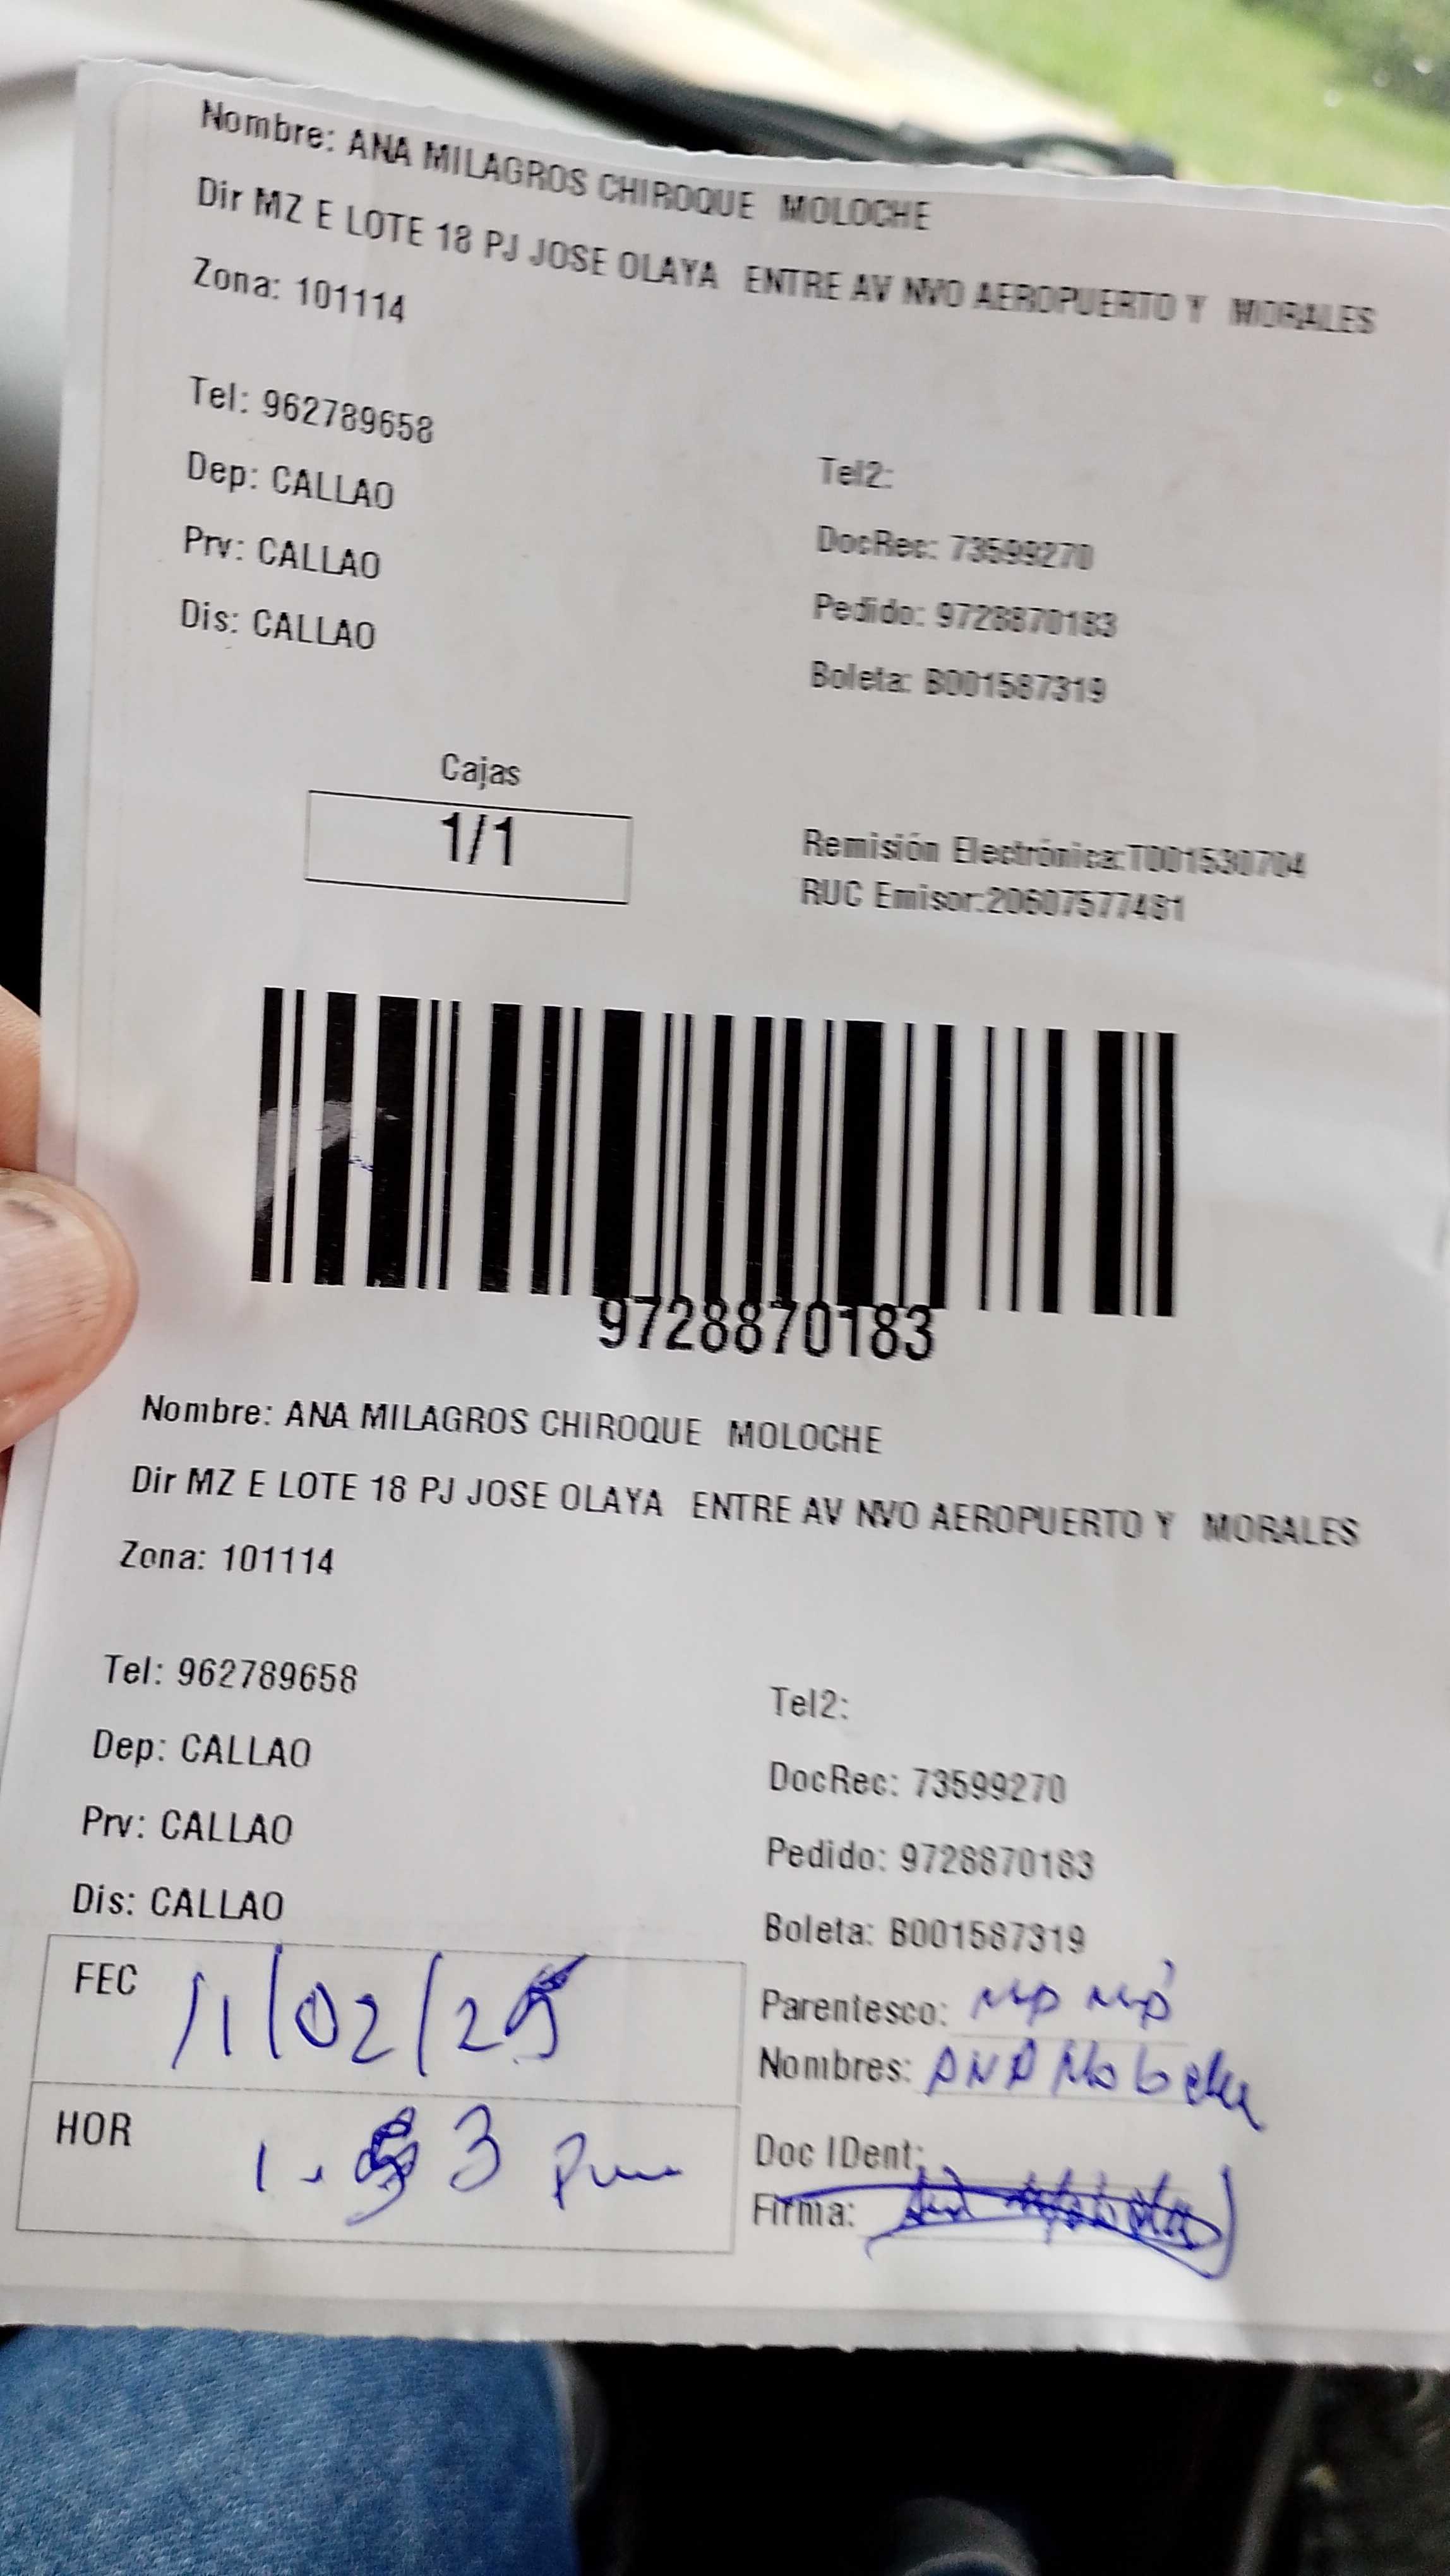 Nombre: ANA MILAGROS CHIROQUE MOLOCHE
Dir MZ E LOTE 18 PJ JOSE OLAYA ENTRE AV NVO AEROPUERTO Y MORALES
Zona: 101114
Tel: 962789658
Tel2:
Dep: CALLAO
DocRec: 73599270
Prv: CALLAO
Pedido: 9728870183
Dis: CALLAO
Boleta: B001587319
Cajas
1/1
Remisión Electrónica:T001530704
RUC Emisor:20607577481
9728870183
Nombre: ANA MILAGROS CHIROQUE MOLOCHE
Dir MZ E LOTE 18 PJ JOSE OLAYA ENTRE AV NVO AEROPUERTO Y MORALES
Zona: 101114
Tel: 962789658
Tel2:
Dep: CALLAO
DocRec: 73599270
Prv: CALLAO
Pedido: 9728870183
Dis: CALLAO
Boleta: B001587319
FEC 11/02/25
Parentesco: MAMÁ
Nombres: ANA Moloche
HOR
Doc IDent:
Firma: